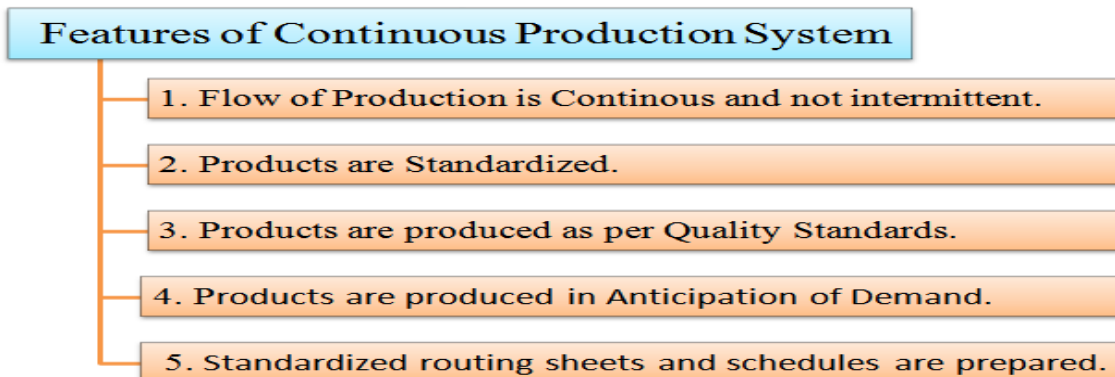 Features of Continuous Production System
1. Flow of Production is Continous and not intermittent.
2. Products are Standardized.
3. Products are produced as per Quality Standards.
4. Products are produced in Anticipation of Demand.
5. Standardized routing sheets and schedules are prepared.